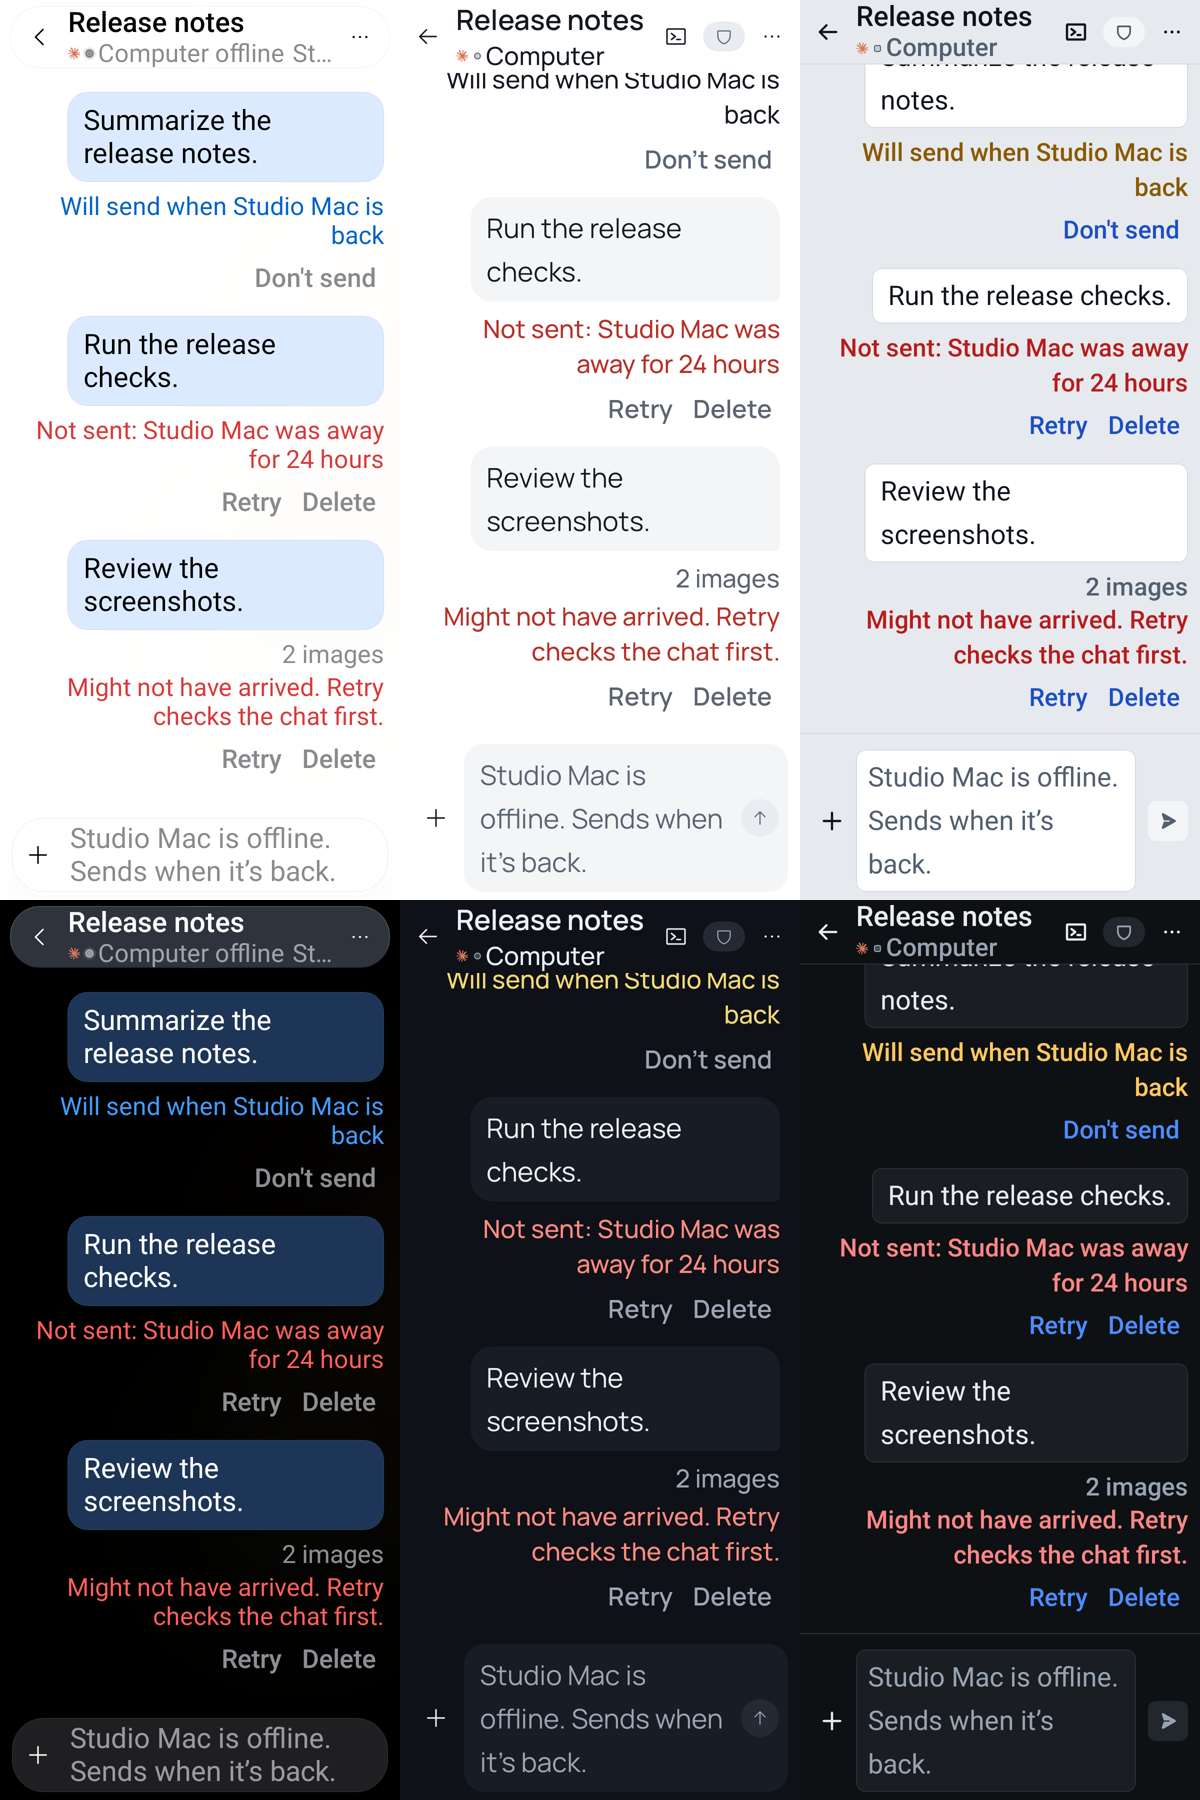 Release notes
Computer offline St...
Summarize the
release notes.
Will send when Studio Mac is
back
Don't send
Run the release
checks.
Not sent: Studio Mac was away
for 24 hours
Retry Delete
Review the
screenshots.
2 images
Might not have arrived. Retry
checks the chat first.
Retry Delete
Studio Mac is offline.
Sends when it’s back.
Release notes
Computer
Will send when Studio Mac is
back
Don’t send
Run the release
checks.
Not sent: Studio Mac was
away for 24 hours
Retry Delete
Review the
screenshots.
2 images
Might not have arrived. Retry
checks the chat first.
Retry Delete
Studio Mac is
offline. Sends when
it’s back.
Release notes
Computer
Summarize the release
notes.
Will send when Studio Mac is
back
Don't send
Run the release checks.
Not sent: Studio Mac was away
for 24 hours
Retry Delete
Review the
screenshots.
2 images
Might not have arrived. Retry
checks the chat first.
Retry Delete
Studio Mac is offline.
Sends when it’s
back.
Release notes
Computer offline St...
Summarize the
release notes.
Will send when Studio Mac is
back
Don't send
Run the release
checks.
Not sent: Studio Mac was away
for 24 hours
Retry Delete
Review the
screenshots.
2 images
Might not have arrived. Retry
checks the chat first.
Retry Delete
Studio Mac is offline.
Sends when it’s back.
Release notes
Computer
Will send when Studio Mac is
back
Don’t send
Run the release
checks.
Not sent: Studio Mac was
away for 24 hours
Retry Delete
Review the
screenshots.
2 images
Might not have arrived. Retry
checks the chat first.
Retry Delete
Studio Mac is
offline. Sends when
it’s back.
Release notes
Computer
Summarize the release
notes.
Will send when Studio Mac is
back
Don't send
Run the release checks.
Not sent: Studio Mac was away
for 24 hours
Retry Delete
Review the
screenshots.
2 images
Might not have arrived. Retry
checks the chat first.
Retry Delete
Studio Mac is offline.
Sends when it’s
back.